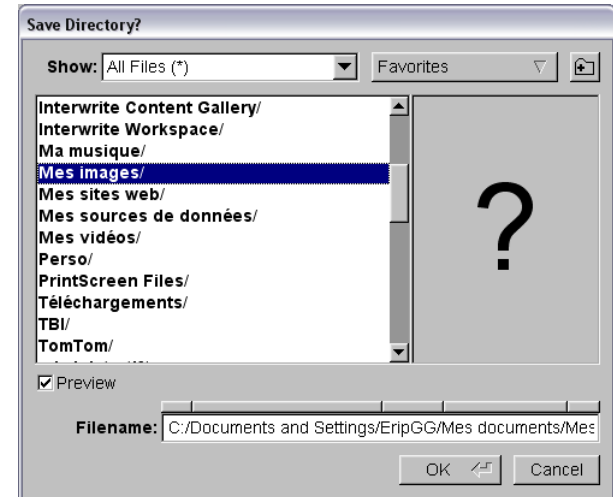 Save Directory?
Show: All Files (*) Favorites
Interwrite Content Gallery/
Interwrite Workspace/
Ma musique/
Mes images/
Mes sites web/
Mes sources de données/
Mes vidéos/
Perso/
PrintScreen Files/
Téléchargements/
TBI/
TomTom/
?
Preview
Filename: C:/Documents and Settings/EripGG/Mes documents/Mes
OK Cancel